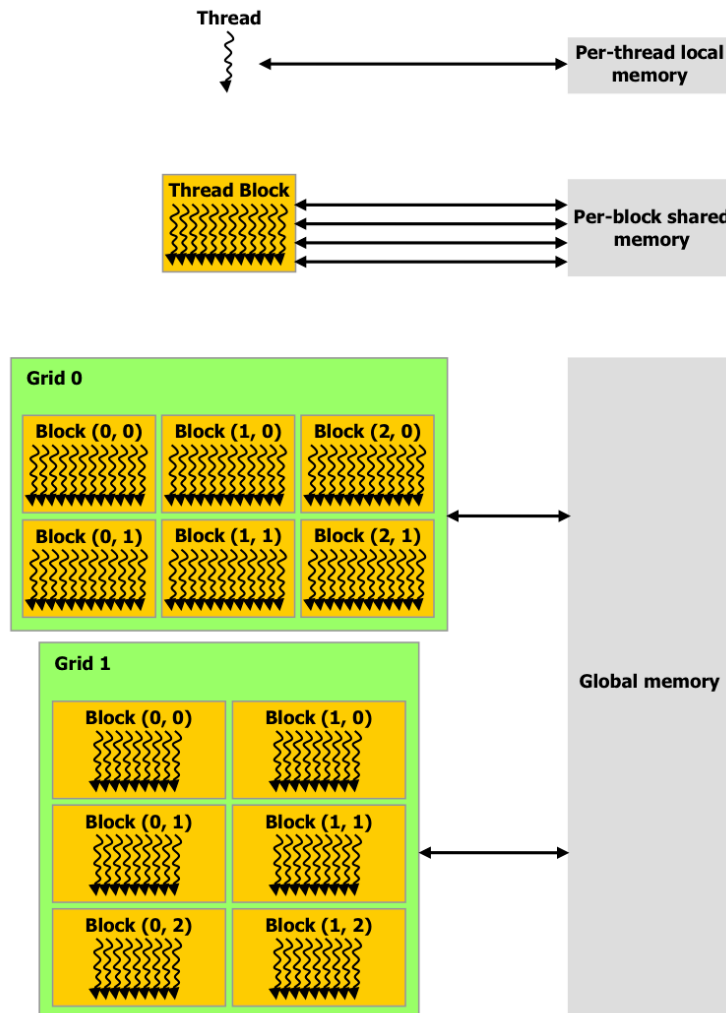 Thread
Per-thread local
memory
Thread Block
Per-block shared
memory
Grid 0
Block (0, 0)
Block (1, 0)
Block (2, 0)
Block (0, 1)
Block (1, 1)
Block (2, 1)
Grid 1
Block (0, 0)
Block (1, 0)
Block (0, 1)
Block (1, 1)
Block (0, 2)
Block (1, 2)
Global memory